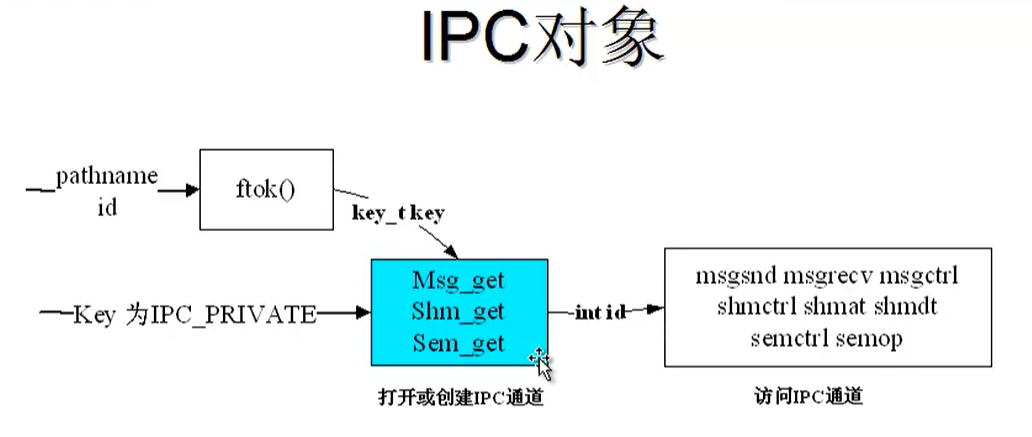 IPC对象
pathname
id
ftok()
key_t key
Key 为IPC_PRIVATE
Msg_get
Shm_get
Sem_get
int id
msgsnd msgrecv msgctrl
shmctrl shmat shmdt
semctrl semop
打开或创建IPC通道
访问IPC通道